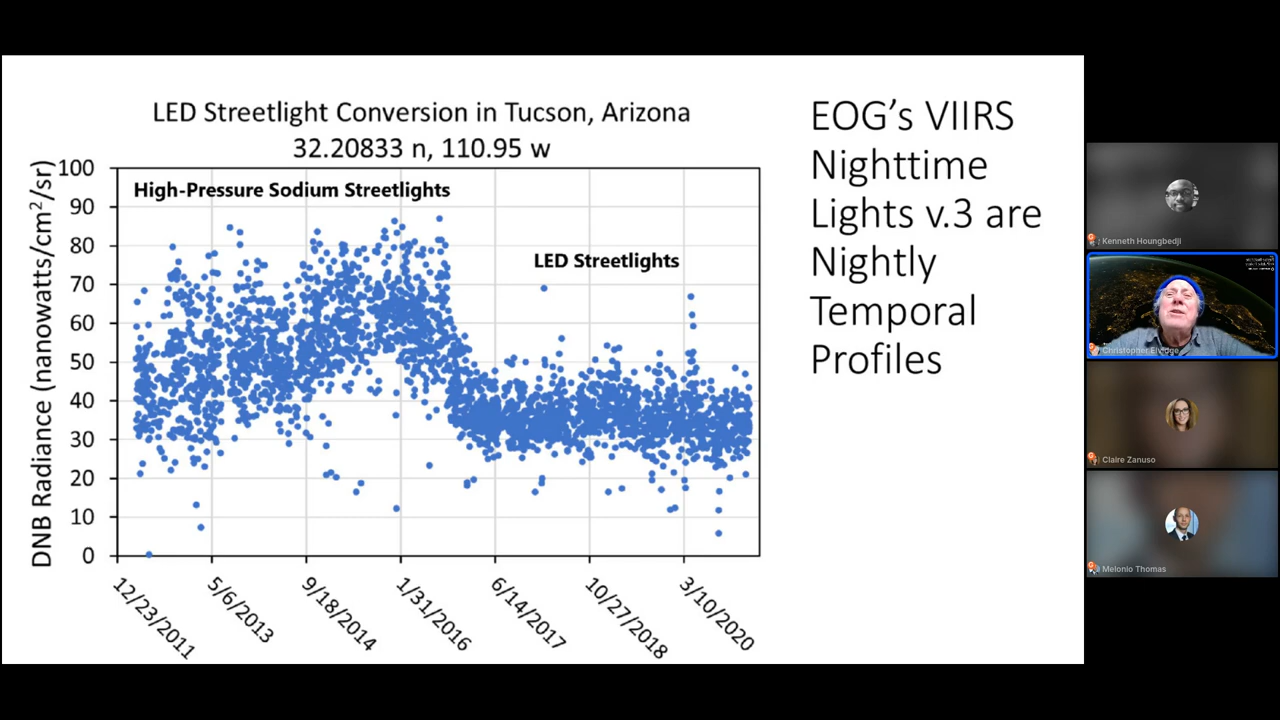 LED Streetlight Conversion in Tucson, Arizona
32.20833 n, 110.95 w
DNB Radiance (nanowatts/cm²/sr)
100
90
80
70
60
50
40
30
20
10
0
High-Pressure Sodium Streetlights
LED Streetlights
12/23/2011
5/6/2013
9/18/2014
1/31/2016
6/14/2017
10/27/2018
3/10/2020
EOG’s VIIRS
Nighttime
Lights v.3 are
Nightly
Temporal
Profiles
Kenneth Houngbedji
Christopher Elvidge
Claire Zanuso
Melonio Thomas